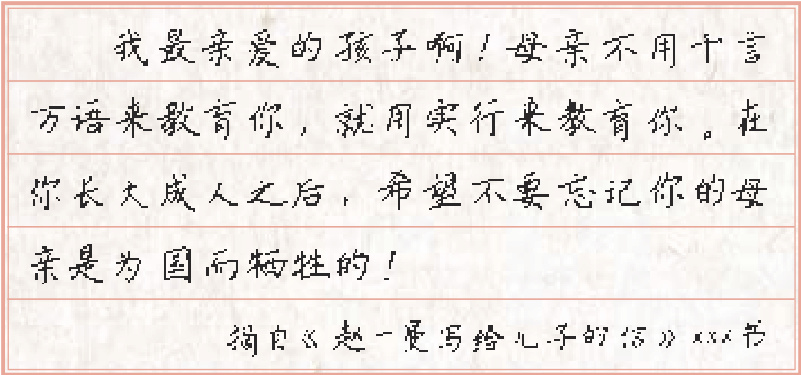 我最亲爱的孩子啊！母亲不用千言
万语来教育你，就用实行来教育你。在
你长大成人之后，希望不要忘记你的母
亲是为国而牺牲的！
摘自《赵一曼写给儿子的信》xxx书